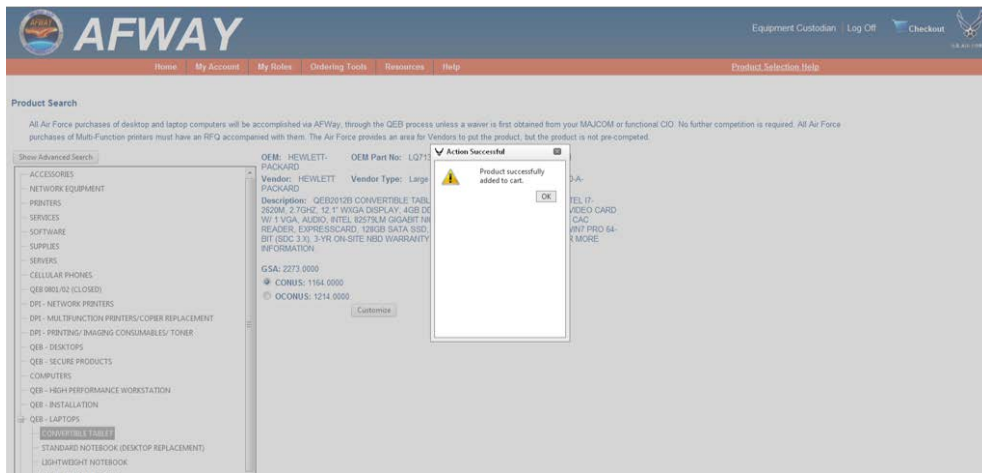 AFWAY
Equipment Custodian | Log Off Checkout
Home My Account My Roles Ordering Tools Resources Help Product Selection Help
Product Search
All Air Force purchases of desktop and laptop computers will be accomplished via AFWay, through the QEB process unless a waiver is first obtained from your MAJCOM or functional CIO. No further competition is required. All Air Force
purchases of Multi-Function printers must have an RFQ accompanied with them. The Air Force provides an area for Vendors to put the product, but the product is not pre-competed.
Show Advanced Search
ACCESSORIES
NETWORK EQUIPMENT
PRINTERS
SERVICES
SOFTWARE
SUPPLIES
SERVERS
CELLULAR PHONES
QEB 0801/02 (CLOSED)
DPI - NETWORK PRINTERS
DPI - MULTIFUNCTION PRINTERS/COPIER REPLACEMENT
DPI - PRINTING/ IMAGING CONSUMABLES/ TONER
QEB - DESKTOPS
QEB - SECURE PRODUCTS
COMPUTERS
QEB - HIGH PERFORMANCE WORKSTATION
QEB - INSTALLATION
QEB - LAPTOPS
CONVERTIBLE TABLET
STANDARD NOTEBOOK (DESKTOP REPLACEMENT)
LIGHTWEIGHT NOTEBOOK
OEM: HEWLETT- OEM Part No: LQ713
PACKARD
Vendor: HEWLETT Vendor Type: Large
PACKARD
Description: QEB2012B CONVERTIBLE TABL TEL I7-
2620M, 2.7GHZ, 12.1" WXGA DISPLAY, 4GB DE VIDEO CARD
W/ 1 VGA, AUDIO, INTEL 82579LM GIGABIT NI CAC
READER, EXPRESSCARD, 128GB SATA SSD, WIN7 PRO 64-
BIT (SDC 3.X), 3-YR ON-SITE NBD WARRANTY R MORE
INFORMATION
GSA: 2273.0000
CONUS: 1164.0000
OCONUS: 1214.0000
Customize
Action Successful
Product successfully
added to cart.
OK